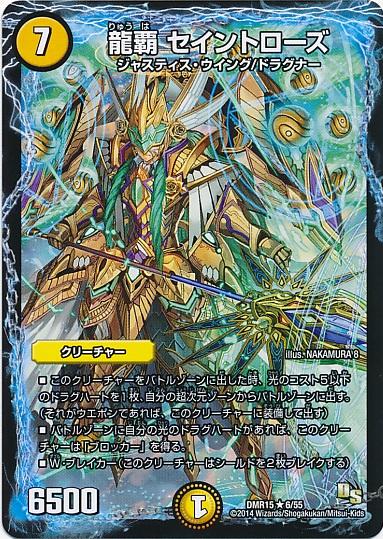 7
りゅう は
龍覇 セイントローズ
ジャスティス・ウイング/ドラグナー
illus. NAKAMURA 8
クリーチャー
■ このクリーチャーをバトルゾーンに出した時、光のコスト5以下
のドラグハートを1枚、自分の超次元ゾーンからバトルゾーンに出す。
(それがウエポンであれば、このクリーチャーに装備して出す)
■ バトルゾーンに自分の光のドラグハートがあれば、このクリー
チャーは「ブロッカー」を得る。
■ W・ブレイカー(このクリーチャーはシールドを2枚ブレイクする)
6500
1
DS
DMR15 ★ 6/55
©2014 Wizards/Shogakukan/Mitsui-Kids